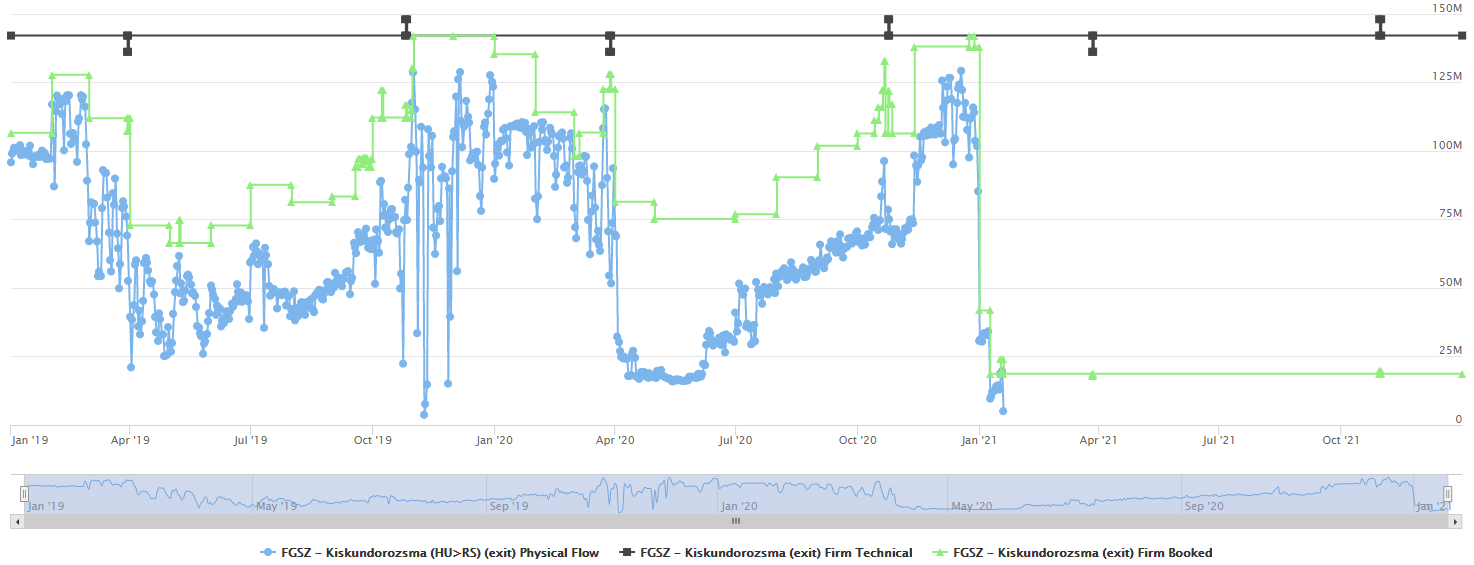 150M
125M
100M
75M
50M
25M
0
Jan '19 Apr '19 Jul '19 Oct '19 Jan '20 Apr '20 Jul '20 Oct '20 Jan '21 Apr '21 Jul '21 Oct '21
Jan '19 May '19 Sep '19 Jan '20 May '20 Sep '20 Jan '21
FGSZ - Kiskundorozsma (HU>RS) (exit) Physical Flow FGSZ - Kiskundorozsma (exit) Firm Technical FGSZ - Kiskundorozsma (exit) Firm Booked